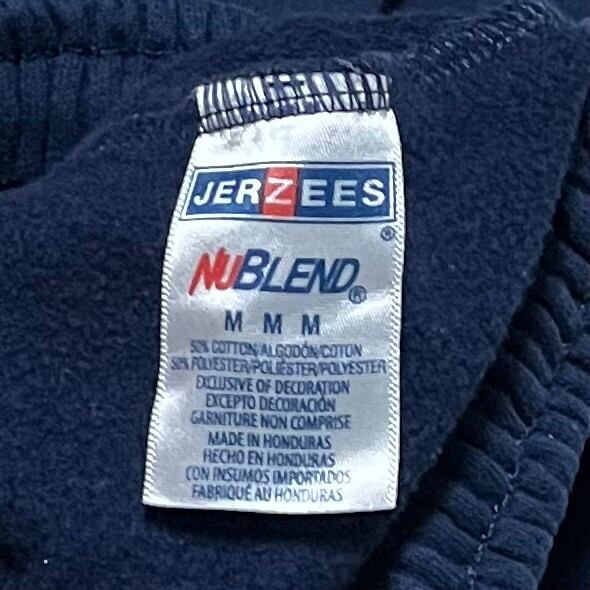 JERZEES
®
NUBLEND®
M M M
50% COTTON/ALGODÓN/COTON
50% POLYESTER/POLIÉSTER/POLYESTER
EXCLUSIVE OF DECORATION
EXCEPTO DECORACIÓN
GARNITURE NON COMPRISE
MADE IN HONDURAS
HECHO EN HONDURAS
CON INSUMOS IMPORTADOS
FABRIQUÉ AU HONDURAS